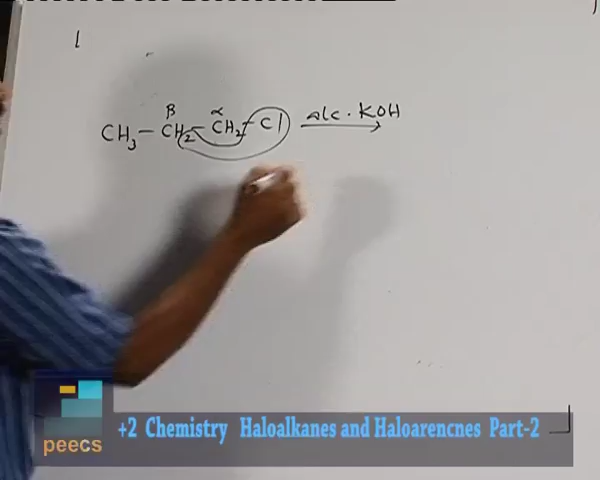 β α
CH₃ – CH₂ – CH₂ – Cl alc. KOH
peecs
+2 Chemistry Haloalkanes and Haloarencnes Part-2